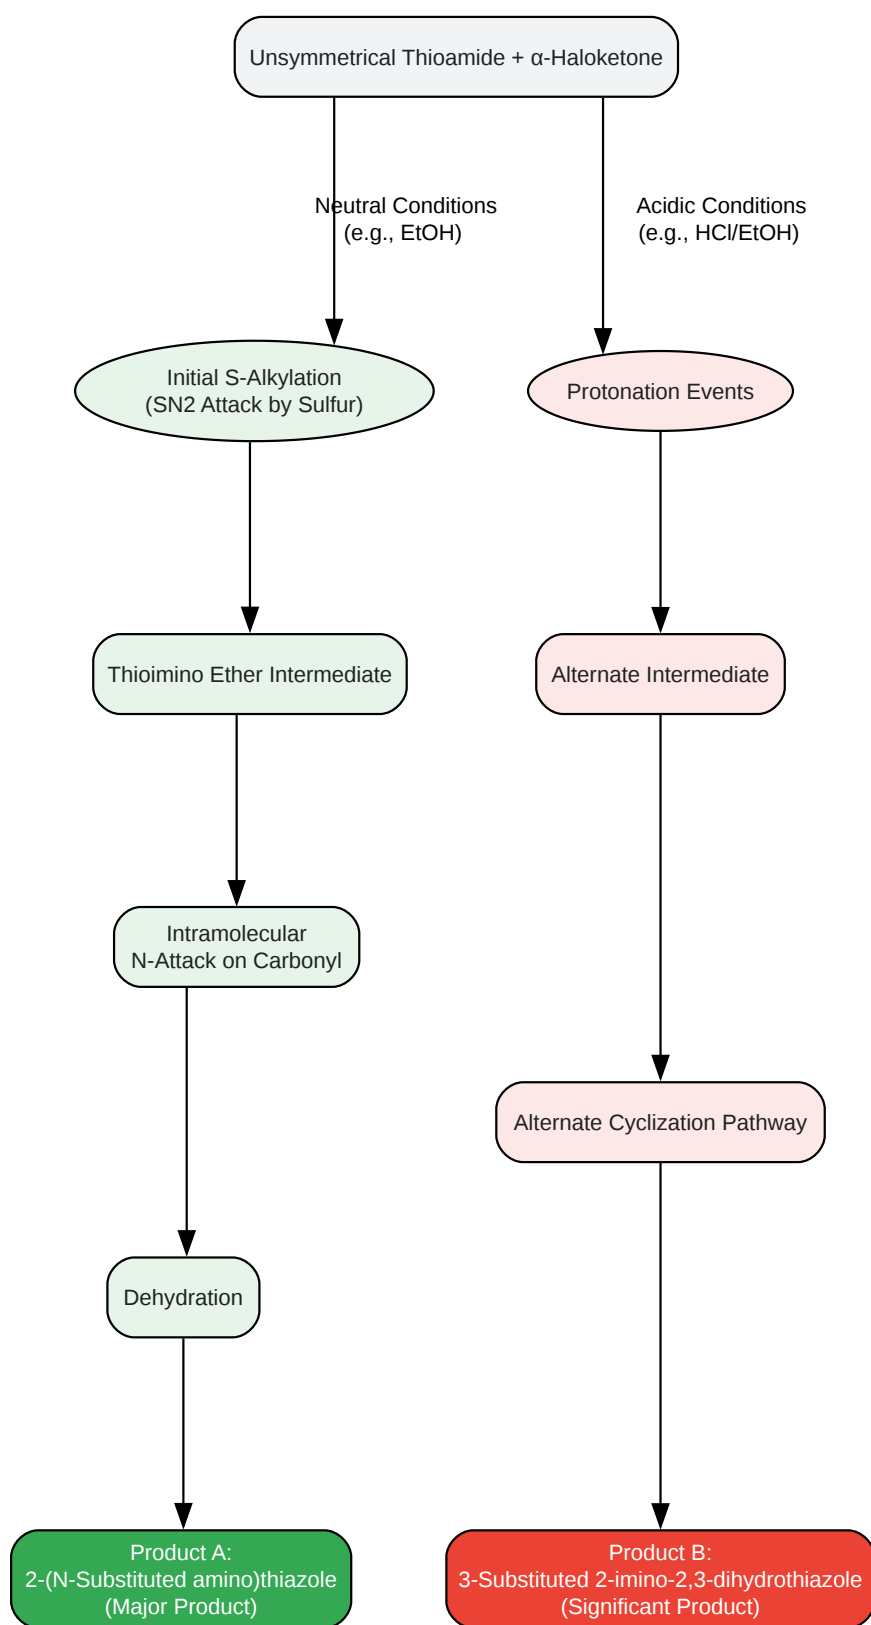 Unsymmetrical Thioamide + α-Haloketone
Neutral Conditions
(e.g., EtOH)
Acidic Conditions
(e.g., HCl/EtOH)
Initial S-Alkylation
(SN2 Attack by Sulfur)
Protonation Events
Thioimino Ether Intermediate
Alternate Intermediate
Intramolecular
N-Attack on Carbonyl
Alternate Cyclization Pathway
Dehydration
Product A:
2-(N-Substituted amino)thiazole
(Major Product)
Product B:
3-Substituted 2-imino-2,3-dihydrothiazole
(Significant Product)